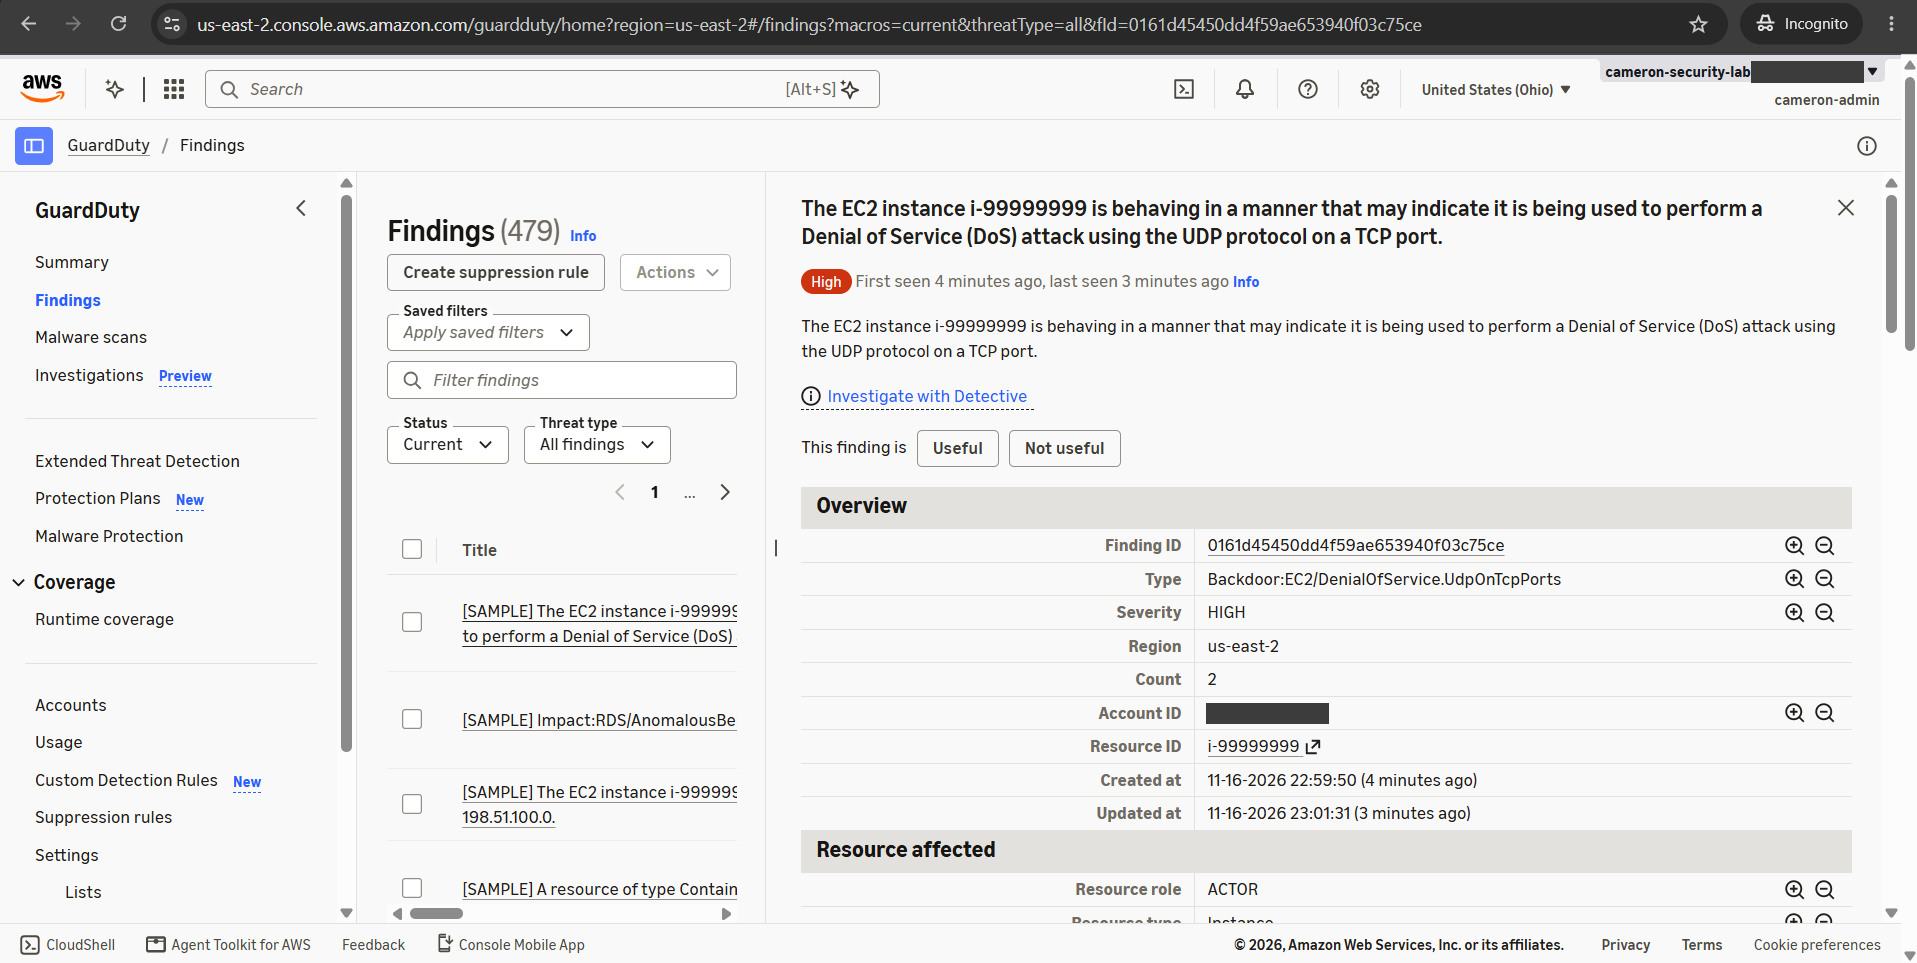 us-east-2.console.aws.amazon.com/guardduty/home?region=us-east-2#/findings?macros=current&threatType=all&fId=0161d45450dd4f59ae653940f03c75ce
Incognito
aws
Search
[Alt+S]
United States (Ohio)
cameron-security-lab
cameron-admin
GuardDuty / Findings
GuardDuty
Summary
Findings
Malware scans
Investigations Preview
Extended Threat Detection
Protection Plans New
Malware Protection
Coverage
Runtime coverage
Accounts
Usage
Custom Detection Rules New
Suppression rules
Settings
Lists
Findings (479) Info
Create suppression rule
Actions
Saved filters
Apply saved filters
Filter findings
Status
Current
Threat type
All findings
1 ...
Title
[SAMPLE] The EC2 instance i-999999
to perform a Denial of Service (DoS)
[SAMPLE] Impact:RDS/AnomalousBe
[SAMPLE] The EC2 instance i-999999
198.51.100.0.
[SAMPLE] A resource of type Contain
The EC2 instance i-99999999 is behaving in a manner that may indicate it is being used to perform a
Denial of Service (DoS) attack using the UDP protocol on a TCP port.
High First seen 4 minutes ago, last seen 3 minutes ago Info
The EC2 instance i-99999999 is behaving in a manner that may indicate it is being used to perform a Denial of Service (DoS) attack using
the UDP protocol on a TCP port.
Investigate with Detective
This finding is Useful Not useful
Overview
Finding ID 0161d45450dd4f59ae653940f03c75ce
Type Backdoor:EC2/DenialOfService.UdpOnTcpPorts
Severity HIGH
Region us-east-2
Count 2
Account ID
Resource ID i-99999999
Created at 11-16-2026 22:59:50 (4 minutes ago)
Updated at 11-16-2026 23:01:31 (3 minutes ago)
Resource affected
Resource role ACTOR
Resource type Instance
CloudShell
Agent Toolkit for AWS
Feedback
Console Mobile App
© 2026, Amazon Web Services, Inc. or its affiliates.
Privacy
Terms
Cookie preferences